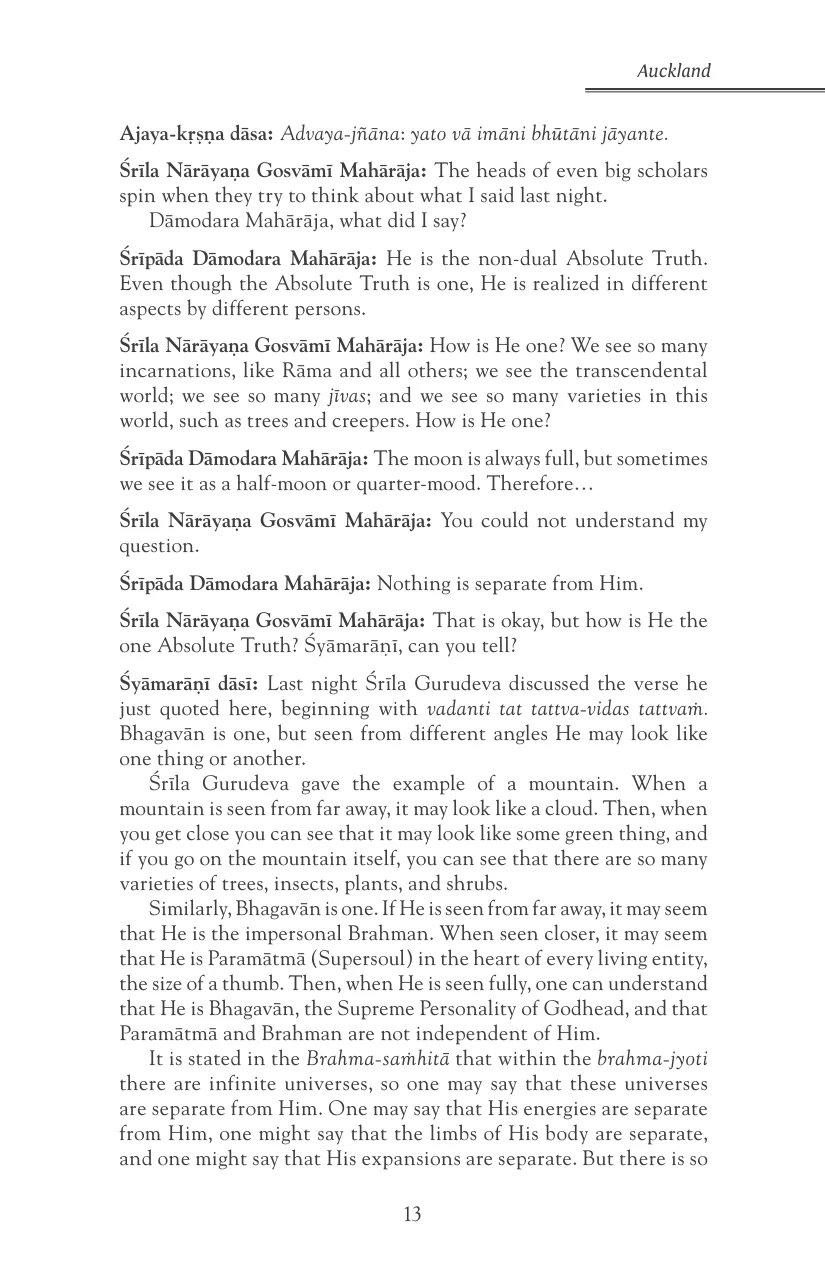 Auckland
Ajaya-kṛṣṇa dāsa: Advaya-jñāna: yato vā imāni bhūtāni jāyante.
Śrīla Nārāyaṇa Gosvāmī Mahārāja: The heads of even big scholars
spin when they try to think about what I said last night.
Dāmodara Mahārāja, what did I say?
Śrīpāda Dāmodara Mahārāja: He is the non-dual Absolute Truth.
Even though the Absolute Truth is one, He is realized in different
aspects by different persons.
Śrīla Nārāyaṇa Gosvāmī Mahārāja: How is He one? We see so many
incarnations, like Rāma and all others; we see the transcendental
world; we see so many jīvas; and we see so many varieties in this
world, such as trees and creepers. How is He one?
Śrīpāda Dāmodara Mahārāja: The moon is always full, but sometimes
we see it as a half-moon or quarter-mood. Therefore…
Śrīla Nārāyaṇa Gosvāmī Mahārāja: You could not understand my
question.
Śrīpāda Dāmodara Mahārāja: Nothing is separate from Him.
Śrīla Nārāyaṇa Gosvāmī Mahārāja: That is okay, but how is He the
one Absolute Truth? Śyāmarāṇī, can you tell?
Śyāmarāṇī dāsī: Last night Śrīla Gurudeva discussed the verse he
just quoted here, beginning with vadanti tat tattva-vidas tattvaṁ.
Bhagavān is one, but seen from different angles He may look like
one thing or another.
Śrīla Gurudeva gave the example of a mountain. When a
mountain is seen from far away, it may look like a cloud. Then, when
you get close you can see that it may look like some green thing, and
if you go on the mountain itself, you can see that there are so many
varieties of trees, insects, plants, and shrubs.
Similarly, Bhagavān is one. If He is seen from far away, it may seem
that He is the impersonal Brahman. When seen closer, it may seem
that He is Paramātmā (Supersoul) in the heart of every living entity,
the size of a thumb. Then, when He is seen fully, one can understand
that He is Bhagavān, the Supreme Personality of Godhead, and that
Paramātmā and Brahman are not independent of Him.
It is stated in the Brahma-saṁhitā that within the brahma-jyoti
there are infinite universes, so one may say that these universes
are separate from Him. One may say that His energies are separate
from Him, one might say that the limbs of His body are separate,
and one might say that His expansions are separate. But there is so
13